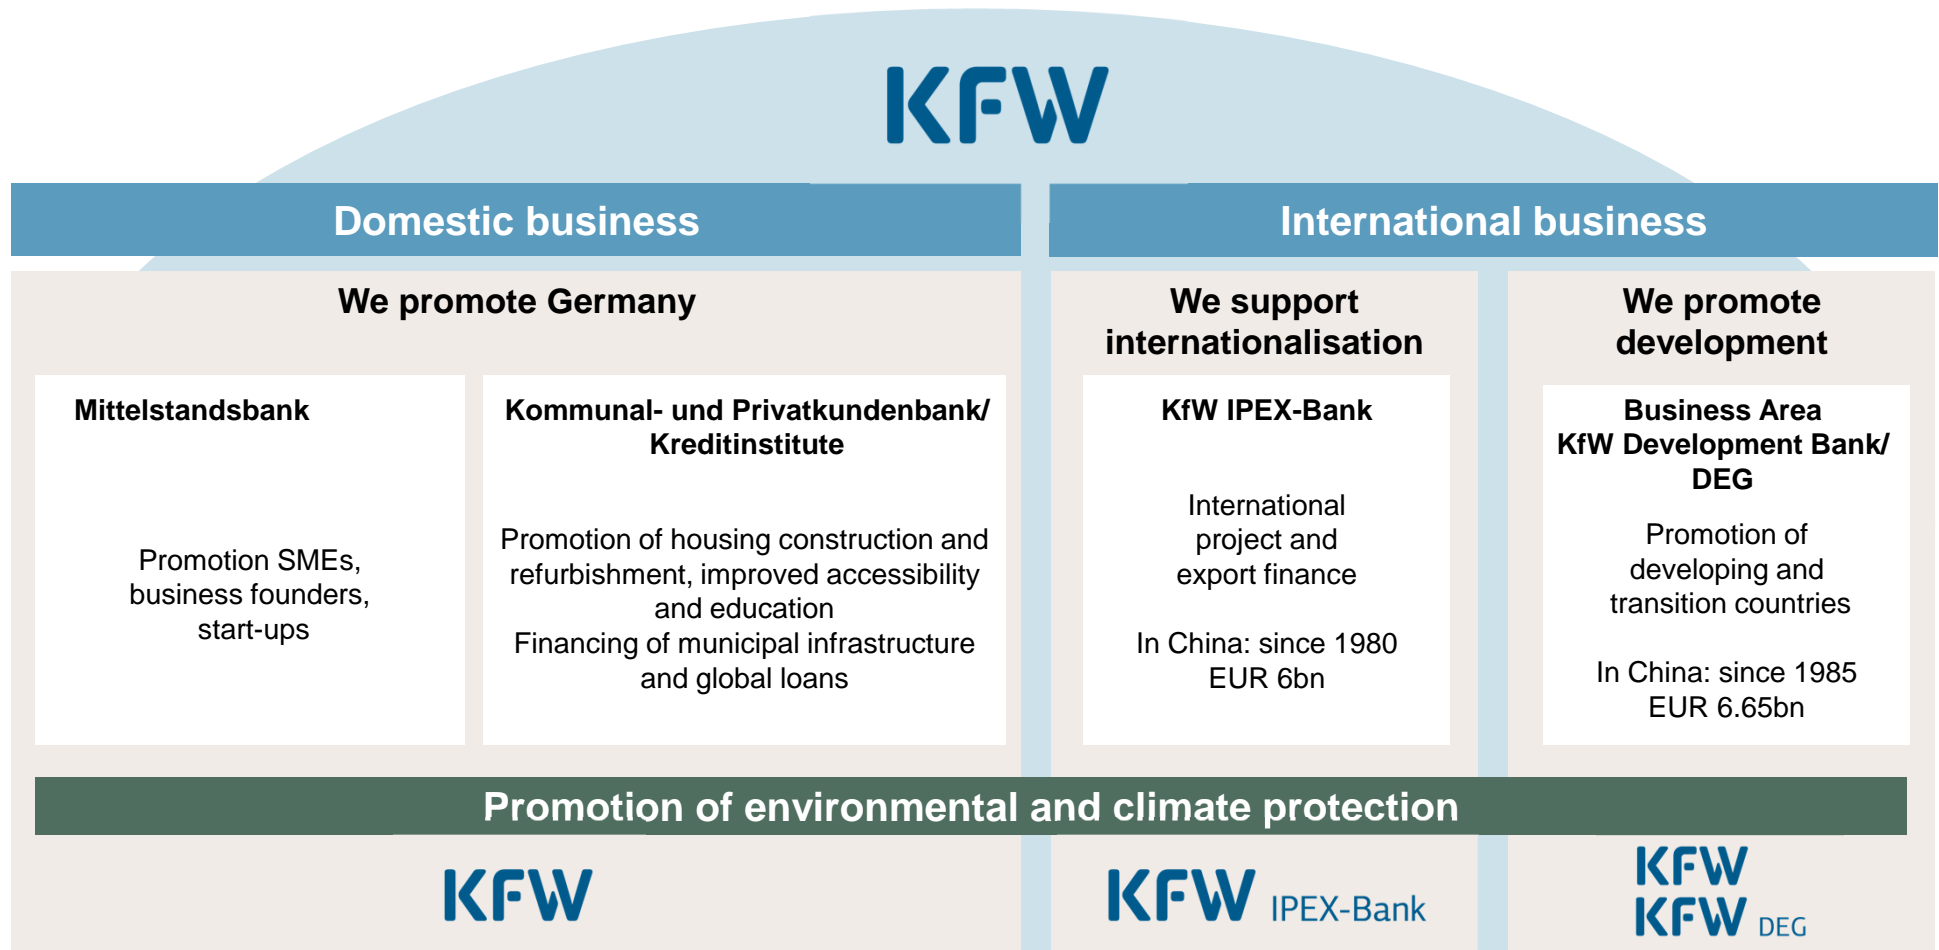 KFW
Domestic business
International business
We promote Germany
Mittelstandsbank
Promotion SMEs,
business founders,
start-ups
Kommunal- und Privatkundenbank/
Kreditinstitute
Promotion of housing construction and
refurbishment, improved accessibility
and education
Financing of municipal infrastructure
and global loans
We support
internationalisation
KfW IPEX-Bank
International
project and
export finance
In China: since 1980
EUR 6bn
We promote
development
Business Area
KfW Development Bank/
DEG
Promotion of
developing and
transition countries
In China: since 1985
EUR 6.65bn
Promotion of environmental and climate protection
KFW
KFW IPEX-Bank
KFW
KFW DEG